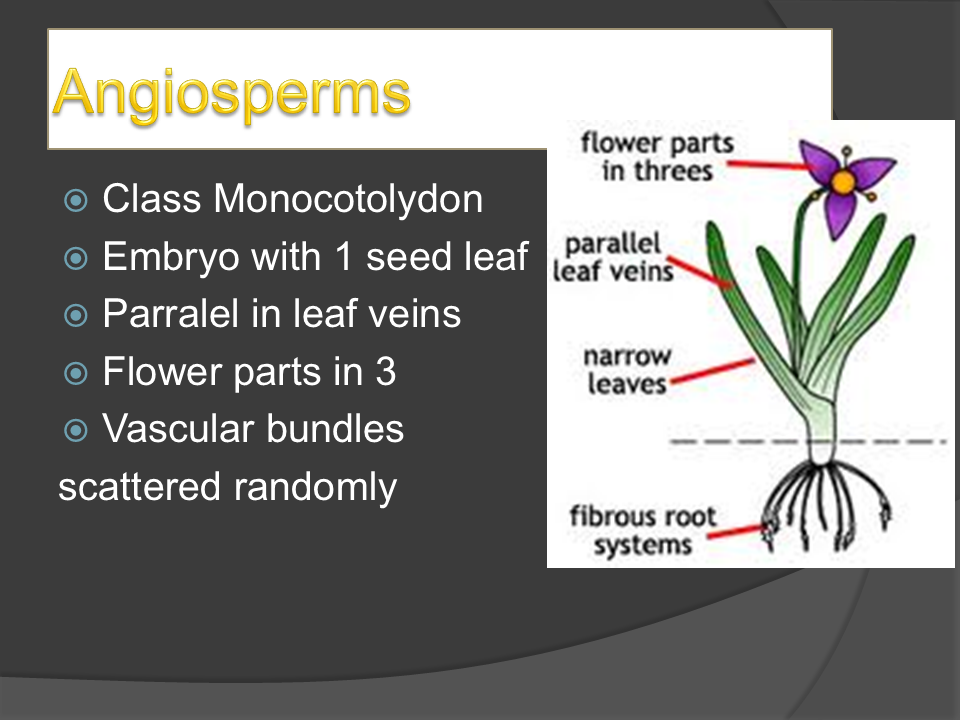 Angiosperms
Class Monocotolydon
Embryo with 1 seed leaf
Parralel in leaf veins
Flower parts in 3
Vascular bundles
scattered randomly
flower parts
in threes
parallel
leaf veins
narrow
leaves
fibrous root
systems